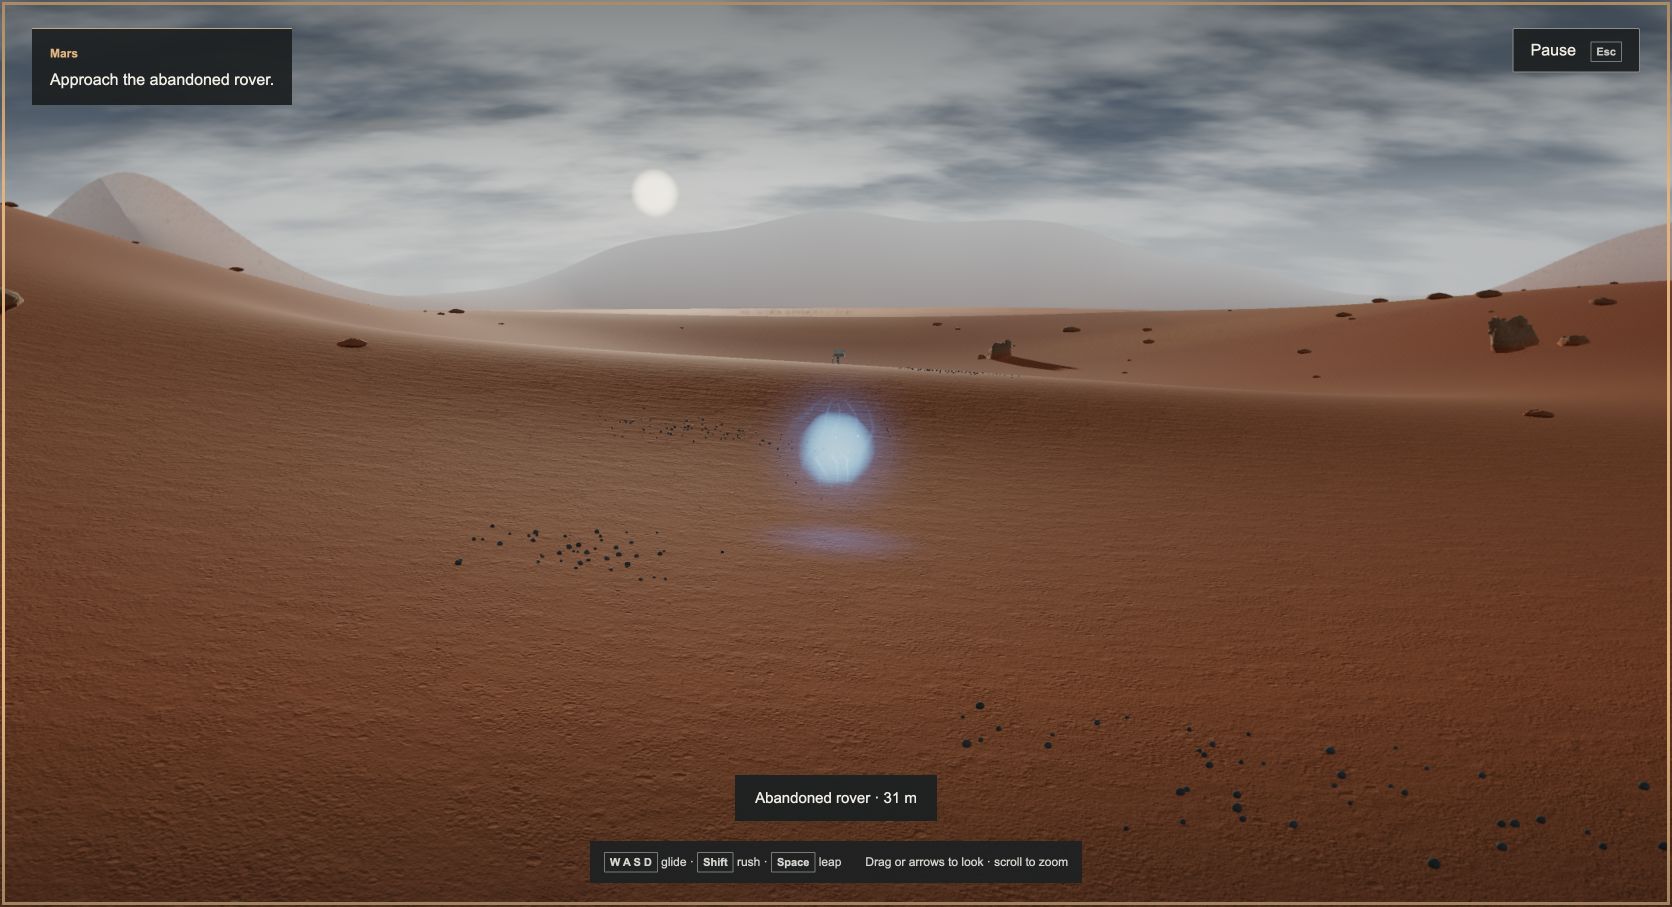 Mars
Approach the abandoned rover.
Pause Esc
Abandoned rover · 31 m
W A S D glide · Shift rush · Space leap Drag or arrows to look · scroll to zoom